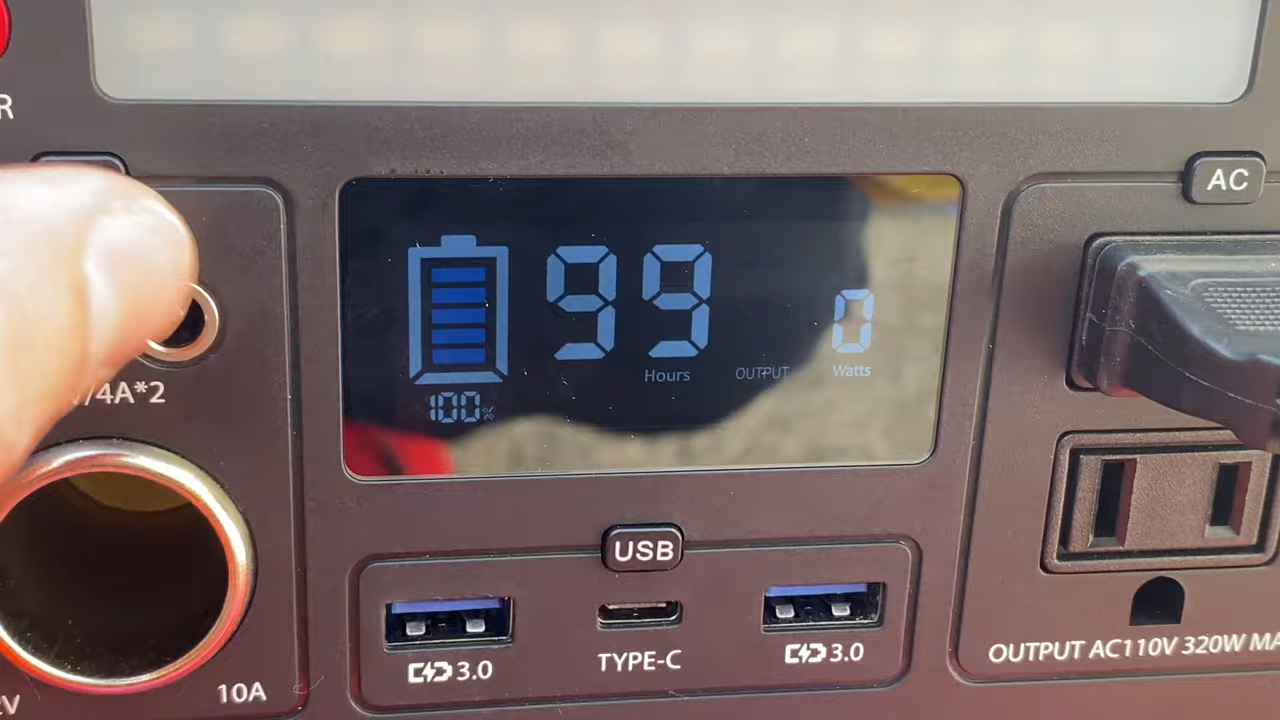 R
AC
99
Hours
OUTPUT
0
Watts
100%
/4A*2
USB
3.0
TYPE-C
3.0
10A
OUTPUT AC110V 320W MA